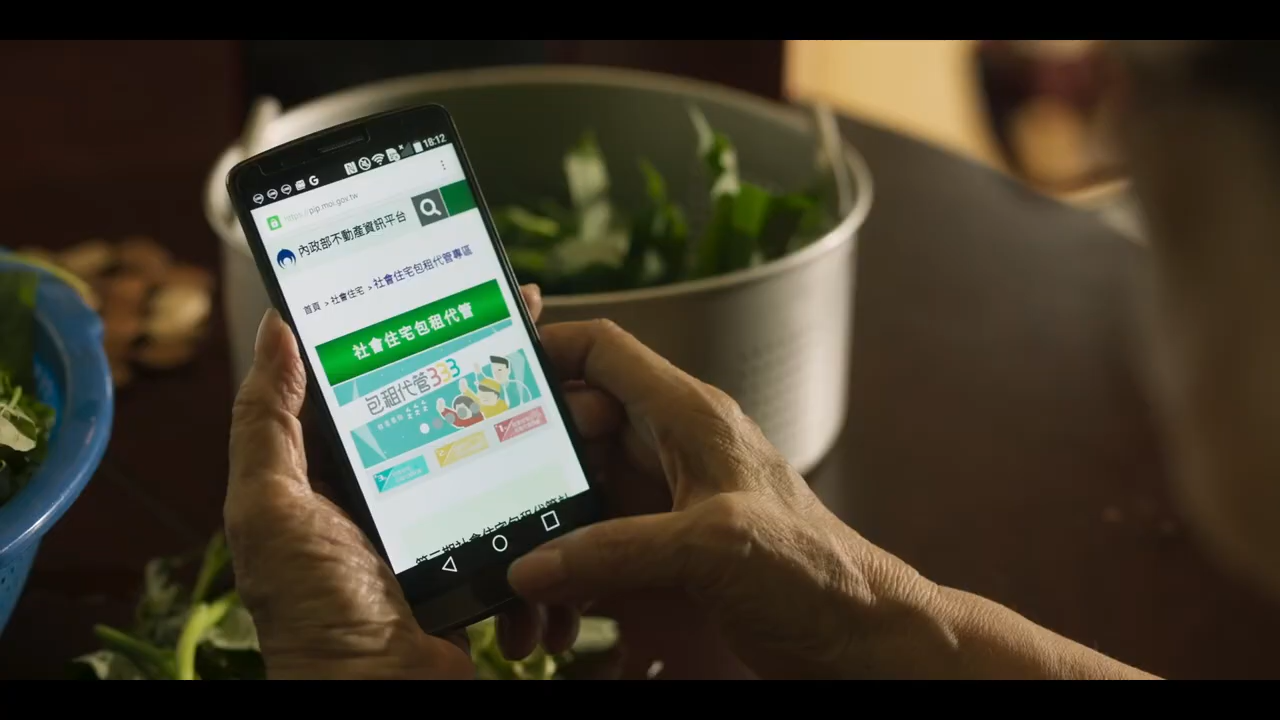 18:12
https://pip.moi.gov.tw
內政部不動產資訊平台
首頁 > 社會住宅 > 社會住宅包租代管專區
社會住宅包租代管
包租代管333